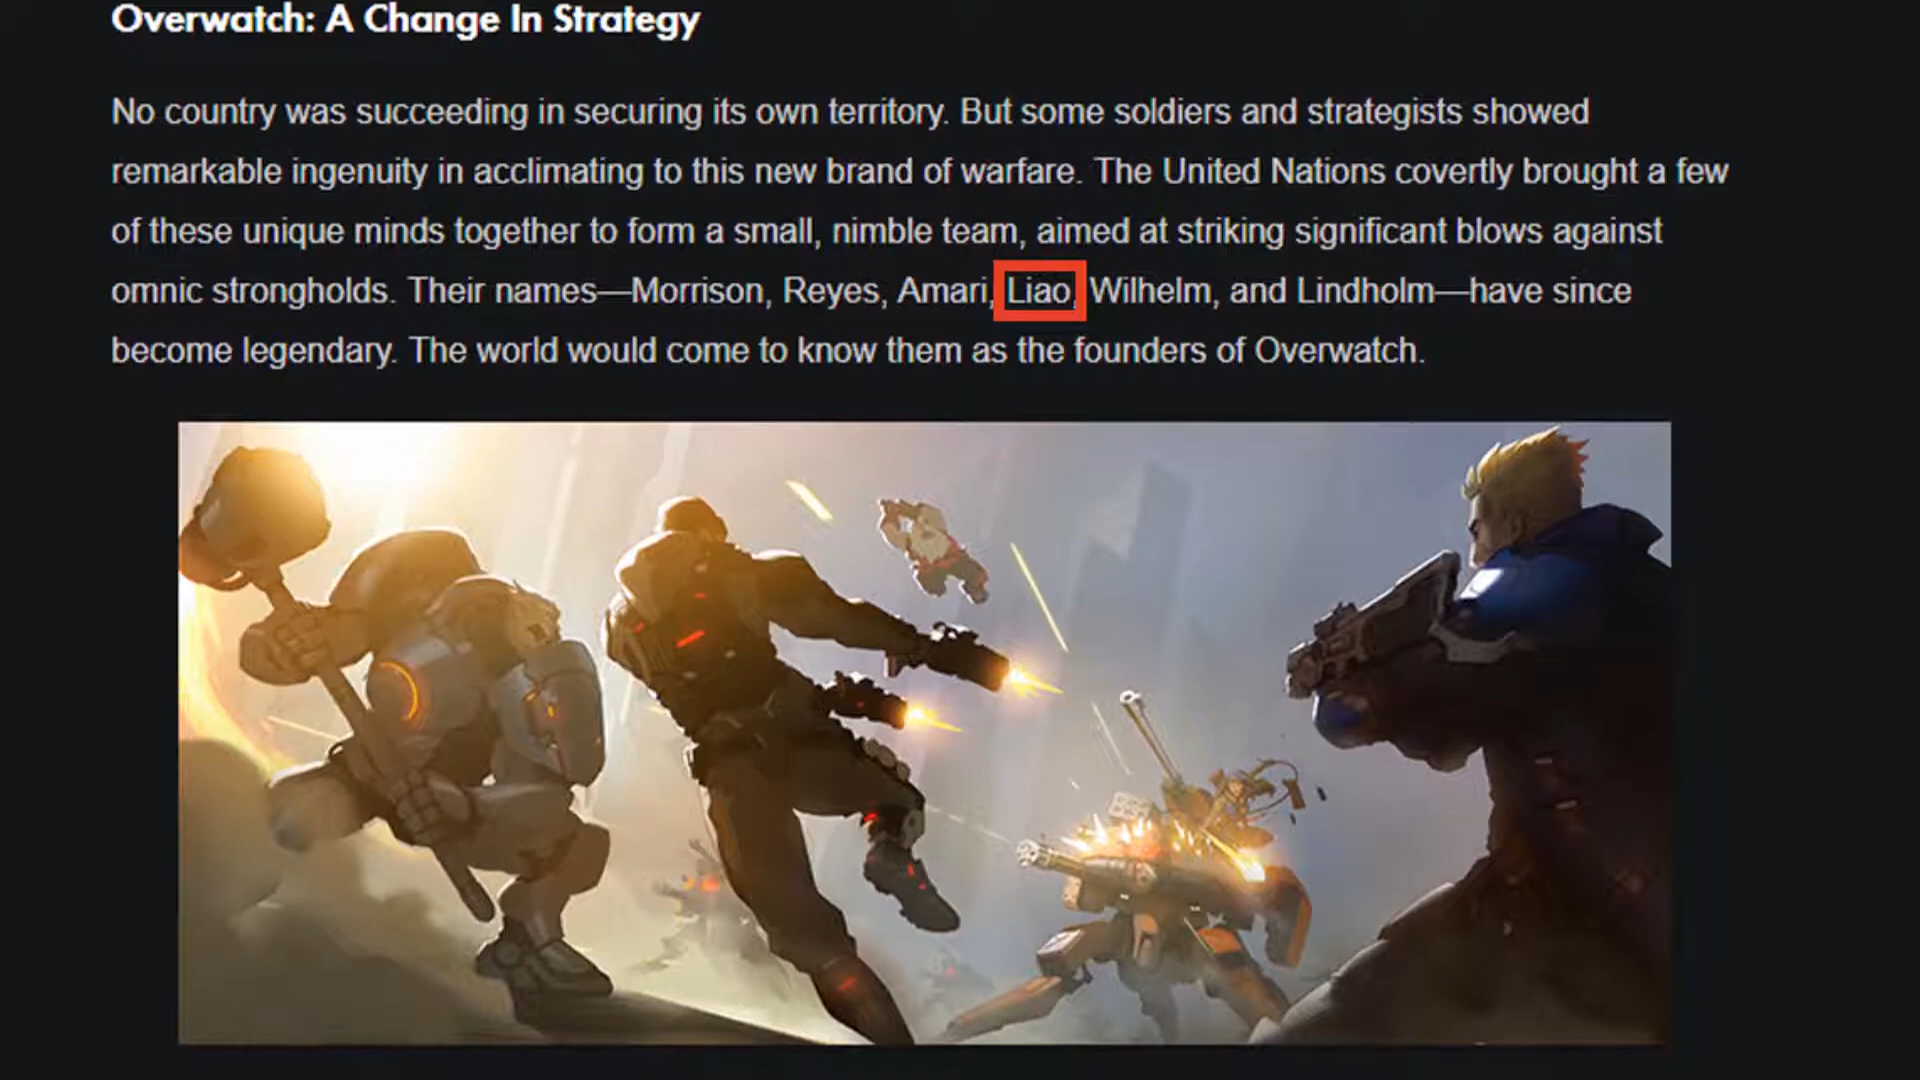 Overwatch: A Change In Strategy
No country was succeeding in securing its own territory. But some soldiers and strategists showed
remarkable ingenuity in acclimating to this new brand of warfare. The United Nations covertly brought a few
of these unique minds together to form a small, nimble team, aimed at striking significant blows against
omnic strongholds. Their names—Morrison, Reyes, Amari, Liao, Wilhelm, and Lindholm—have since
become legendary. The world would come to know them as the founders of Overwatch.